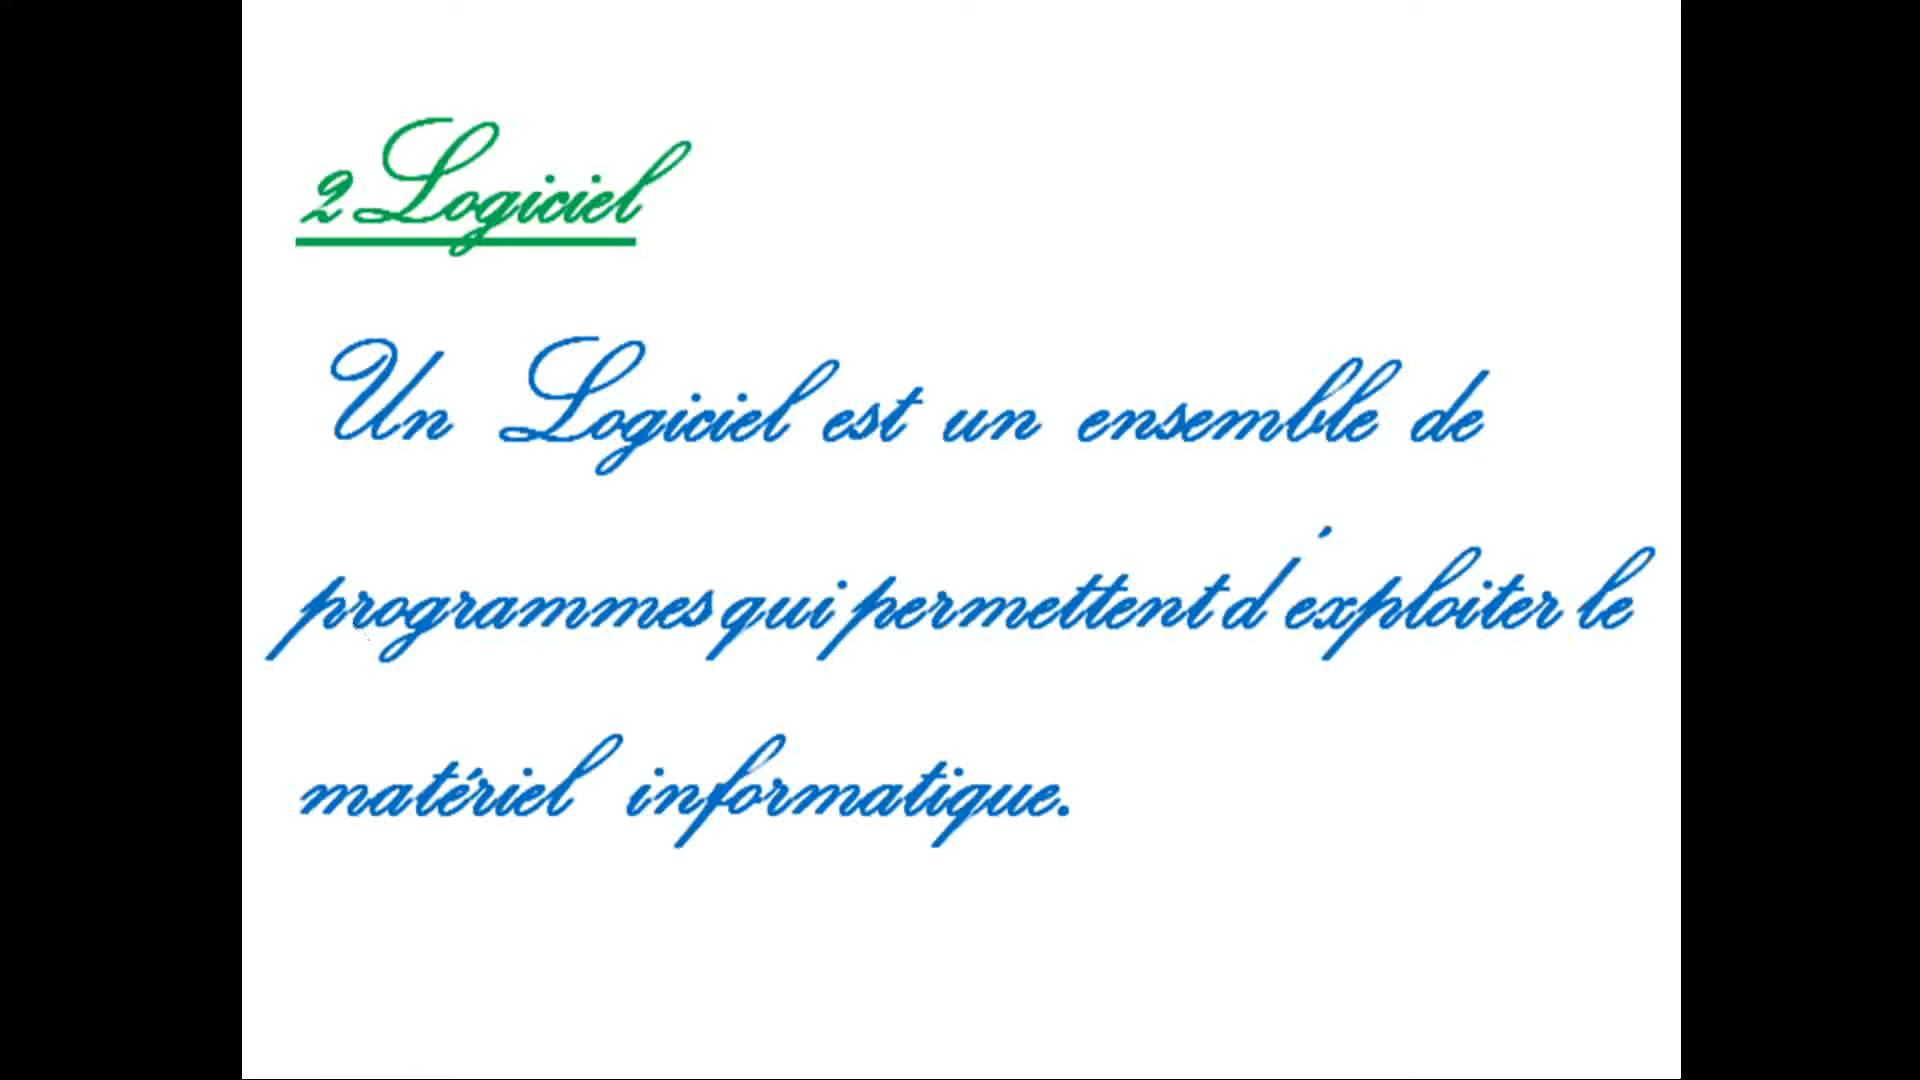 2 Logiciel
Un Logiciel est un ensemble de
programmes qui permettent d'exploiter le
matériel informatique.